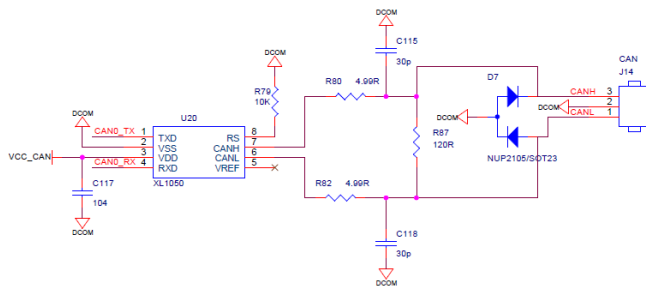 DCOM
C115
30p
CAN
J14
DCOM
R79
10K
R80 4.99R
D7
CANH 3
DCOM 2
CANL 1
DCOM
U20
DCOM
CAN0_TX 1 TXD RS 8
2 VSS CANH 7
VCC_CAN 3 VDD CANL 6
CAN0_RX 4 RXD VREF 5
XL1050
R87
120R
NUP2105/SOT23
C117
104
DCOM
R82 4.99R
C118
30p
DCOM